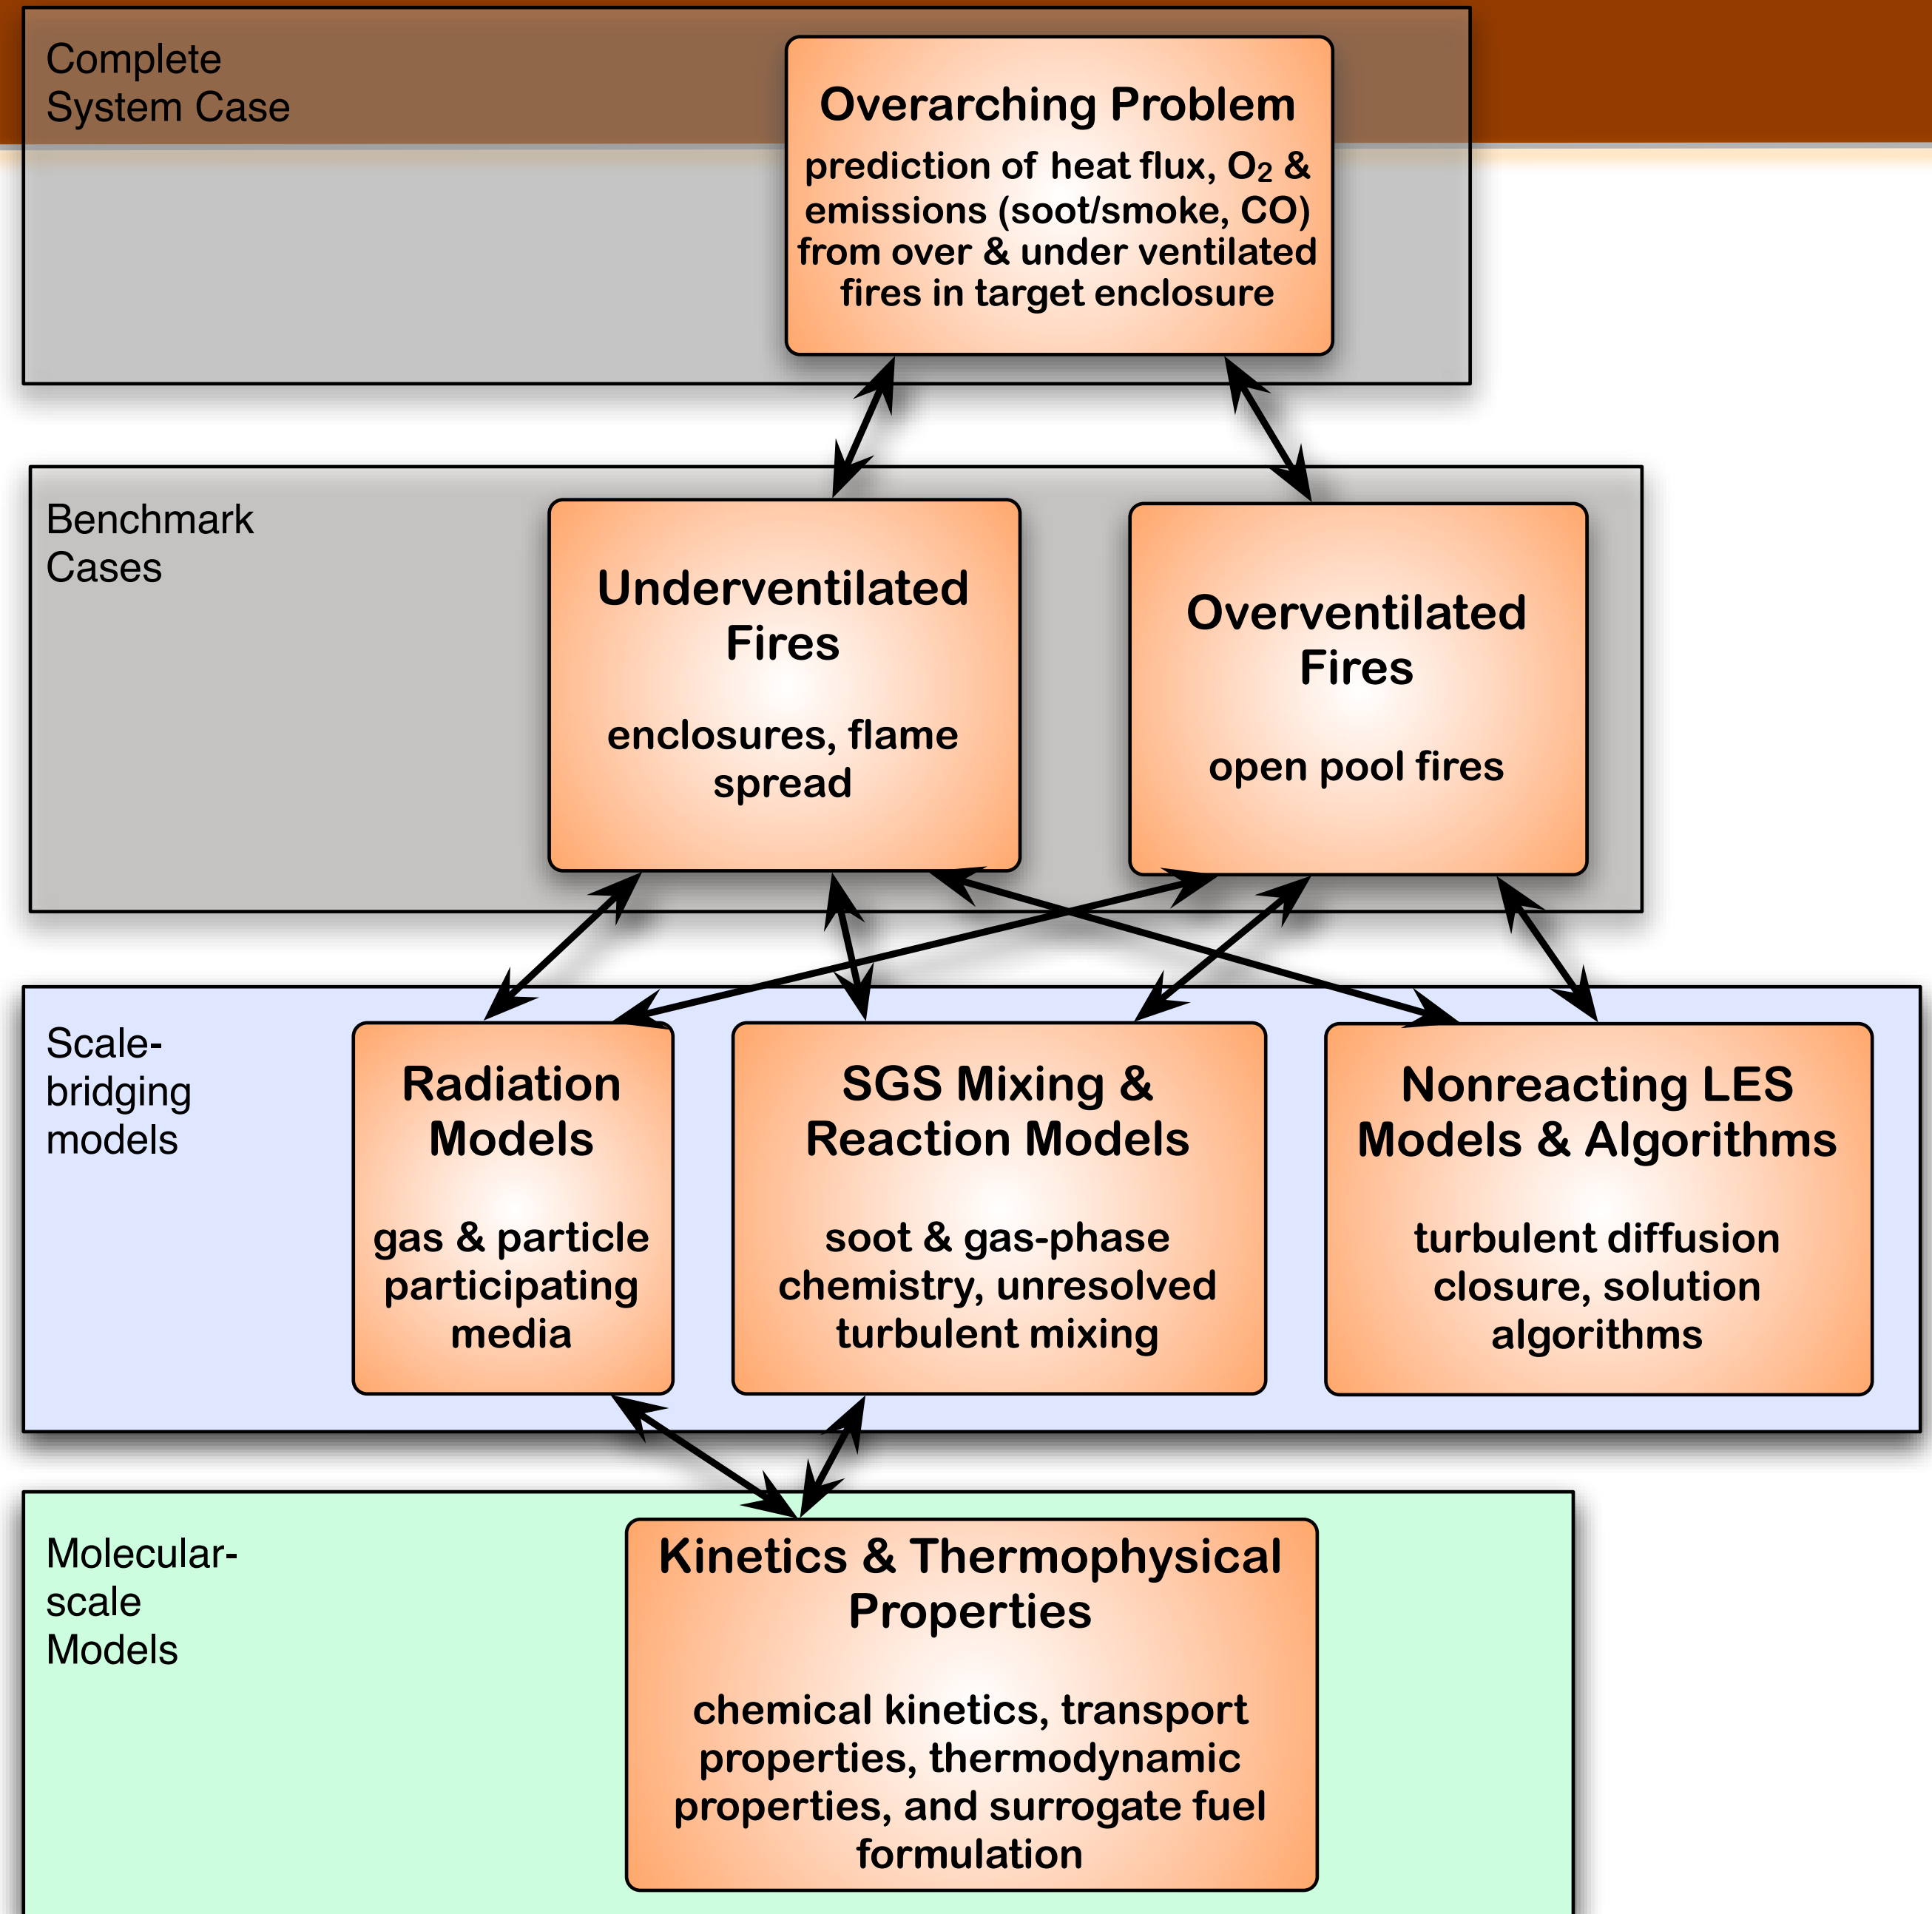 Complete
System Case
Overarching Problem
prediction of heat flux, O₂ &
emissions (soot/smoke, CO)
from over & under ventilated
fires in target enclosure
Benchmark
Cases
Underventilated
Fires
enclosures, flame
spread
Overventilated
Fires
open pool fires
Scale-
bridging
models
Radiation
Models
gas & particle
participating
media
SGS Mixing &
Reaction Models
soot & gas-phase
chemistry, unresolved
turbulent mixing
Nonreacting LES
Models & Algorithms
turbulent diffusion
closure, solution
algorithms
Molecular-
scale
Models
Kinetics & Thermophysical
Properties
chemical kinetics, transport
properties, thermodynamic
properties, and surrogate fuel
formulation